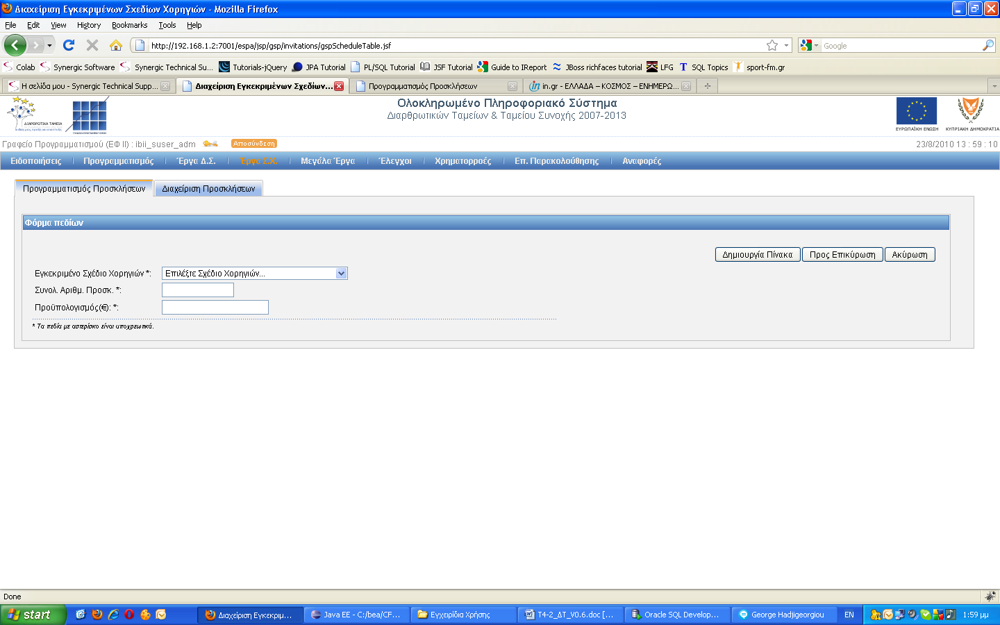 Διαχείριση Εγκεκριμένων Σχεδίων Χορηγιών - Mozilla Firefox
File Edit View History Bookmarks Tools Help
http://192.168.1.2:7001/espa/jsp/gsp/invitations/gspScheduleTable.jsf Google
Colab Synergic Software Synergic Technical Su... Tutorials-jQuery JPA Tutorial PL/SQL Tutorial JSF Tutorial Guide to IReport JBoss richfaces tutorial LFG SQL Topics sport-fm.gr
Η σελίδα μου - Synergic Technical Supp... Διαχείριση Εγκεκριμένων Σχεδίων... Προγραμματισμός Προσκλήσεων in.gr - ΕΛΛΑΔΑ – ΚΟΣΜΟΣ – ΕΝΗΜΕΡΩ...
Ολοκληρωμένο Πληροφοριακό Σύστημα
Διαρθρωτικών Ταμείων & Ταμείου Συνοχής 2007-2013
ΔΙΑΡΘΡΩΤΙΚΑ ΤΑΜΕΙΑ
ΕΥΡΩΠΑΪΚΗ ΕΝΩΣΗ ΚΥΠΡΙΑΚΗ ΔΗΜΟΚΡΑΤΙΑ
Γραφείο Προγραμματισμού (ΕΦ ΙΙ) : ibii_suser_adm Αποσύνδεση 23/8/2010 13 : 59 : 10
Ειδοποιήσεις Προγραμματισμός Έργα Δ.Σ. Έργα Σ.Χ. Μεγάλα Έργα Έλεγχοι Χρηματορροές Επ. Παρακολούθησης Αναφορές
Προγραμματισμός Προσκλήσεων Διαχείριση Προσκλήσεων
Φόρμα πεδίων
Δημιουργία Πίνακα Προς Επικύρωση Ακύρωση
Εγκεκριμένο Σχέδιο Χορηγιών *: Επιλέξτε Σχέδιο Χορηγιών...
Συνολ. Αριθμ. Προσκ. *:
Προϋπολογισμός(€): *:
* Τα πεδία με αστερίσκο είναι υποχρεωτικά.
Done
start Διαχείριση Εγκεκριμ... Java EE - C:/bea/CF... Εγχειρίδια Χρήσης T4-2_ΔΤ_V0.6.doc [... Oracle SQL Develop... George Hadjigeorgiou EN 1:59 μμ